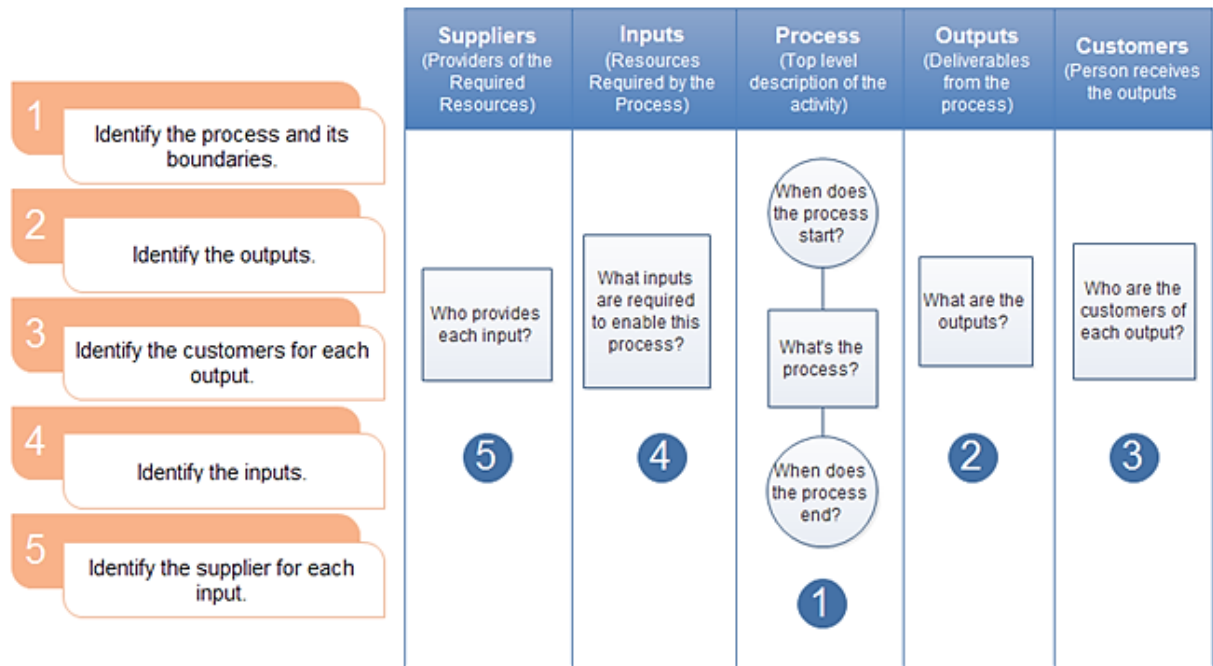 1
Identify the process and its
boundaries.
2
Identify the outputs.
3
Identify the customers for each
output.
4
Identify the inputs.
5
Identify the supplier for each
input.
Suppliers
(Providers of the
Required
Resources)
Who provides
each input?
5
Inputs
(Resources
Required by the
Process)
What inputs
are required
to enable this
process?
4
Process
(Top level
description of the
activity)
When does
the process
start?
What's the
process?
When does
the process
end?
1
Outputs
(Deliverables
from the
process)
What are the
outputs?
2
Customers
(Person receives
the outputs
Who are the
customers of
each output?
3